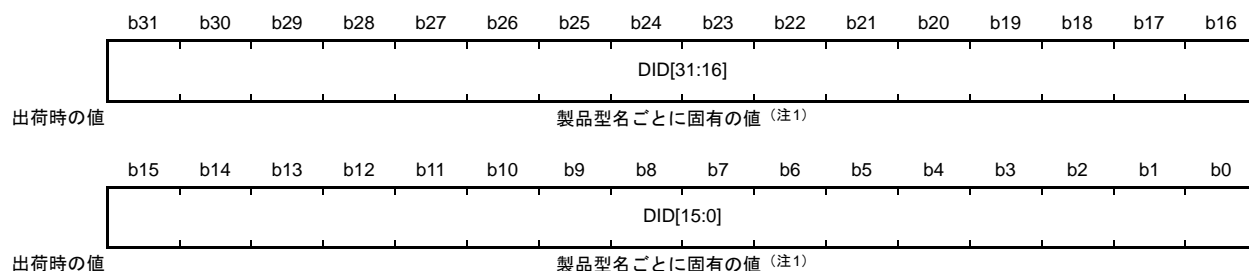 b31 b30 b29 b28 b27 b26 b25 b24 b23 b22 b21 b20 b19 b18 b17 b16
DID[31:16]
出荷時の値 製品型名ごとに固有の値（注1）
b15 b14 b13 b12 b11 b10 b9 b8 b7 b6 b5 b4 b3 b2 b1 b0
DID[15:0]
出荷時の値 製品型名ごとに固有の値（注1）